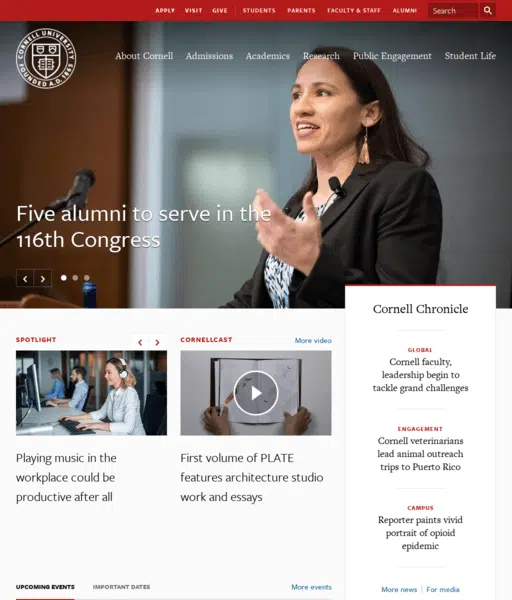 APPLY VISIT GIVE STUDENTS PARENTS FACULTY & STAFF ALUMNI Search
CORNELL UNIVERSITY
FOUNDED A.D. 1865
About Cornell Admissions Academics Research Public Engagement Student Life
Five alumni to serve in the
116th Congress
Cornell Chronicle
GLOBAL
Cornell faculty,
leadership begin to
tackle grand challenges
ENGAGEMENT
Cornell veterinarians
lead animal outreach
trips to Puerto Rico
CAMPUS
Reporter paints vivid
portrait of opioid
epidemic
More news For media
SPOTLIGHT
Playing music in the
workplace could be
productive after all
CORNELLCAST More video
First volume of PLATE
features architecture studio
work and essays
UPCOMING EVENTS IMPORTANT DATES More events